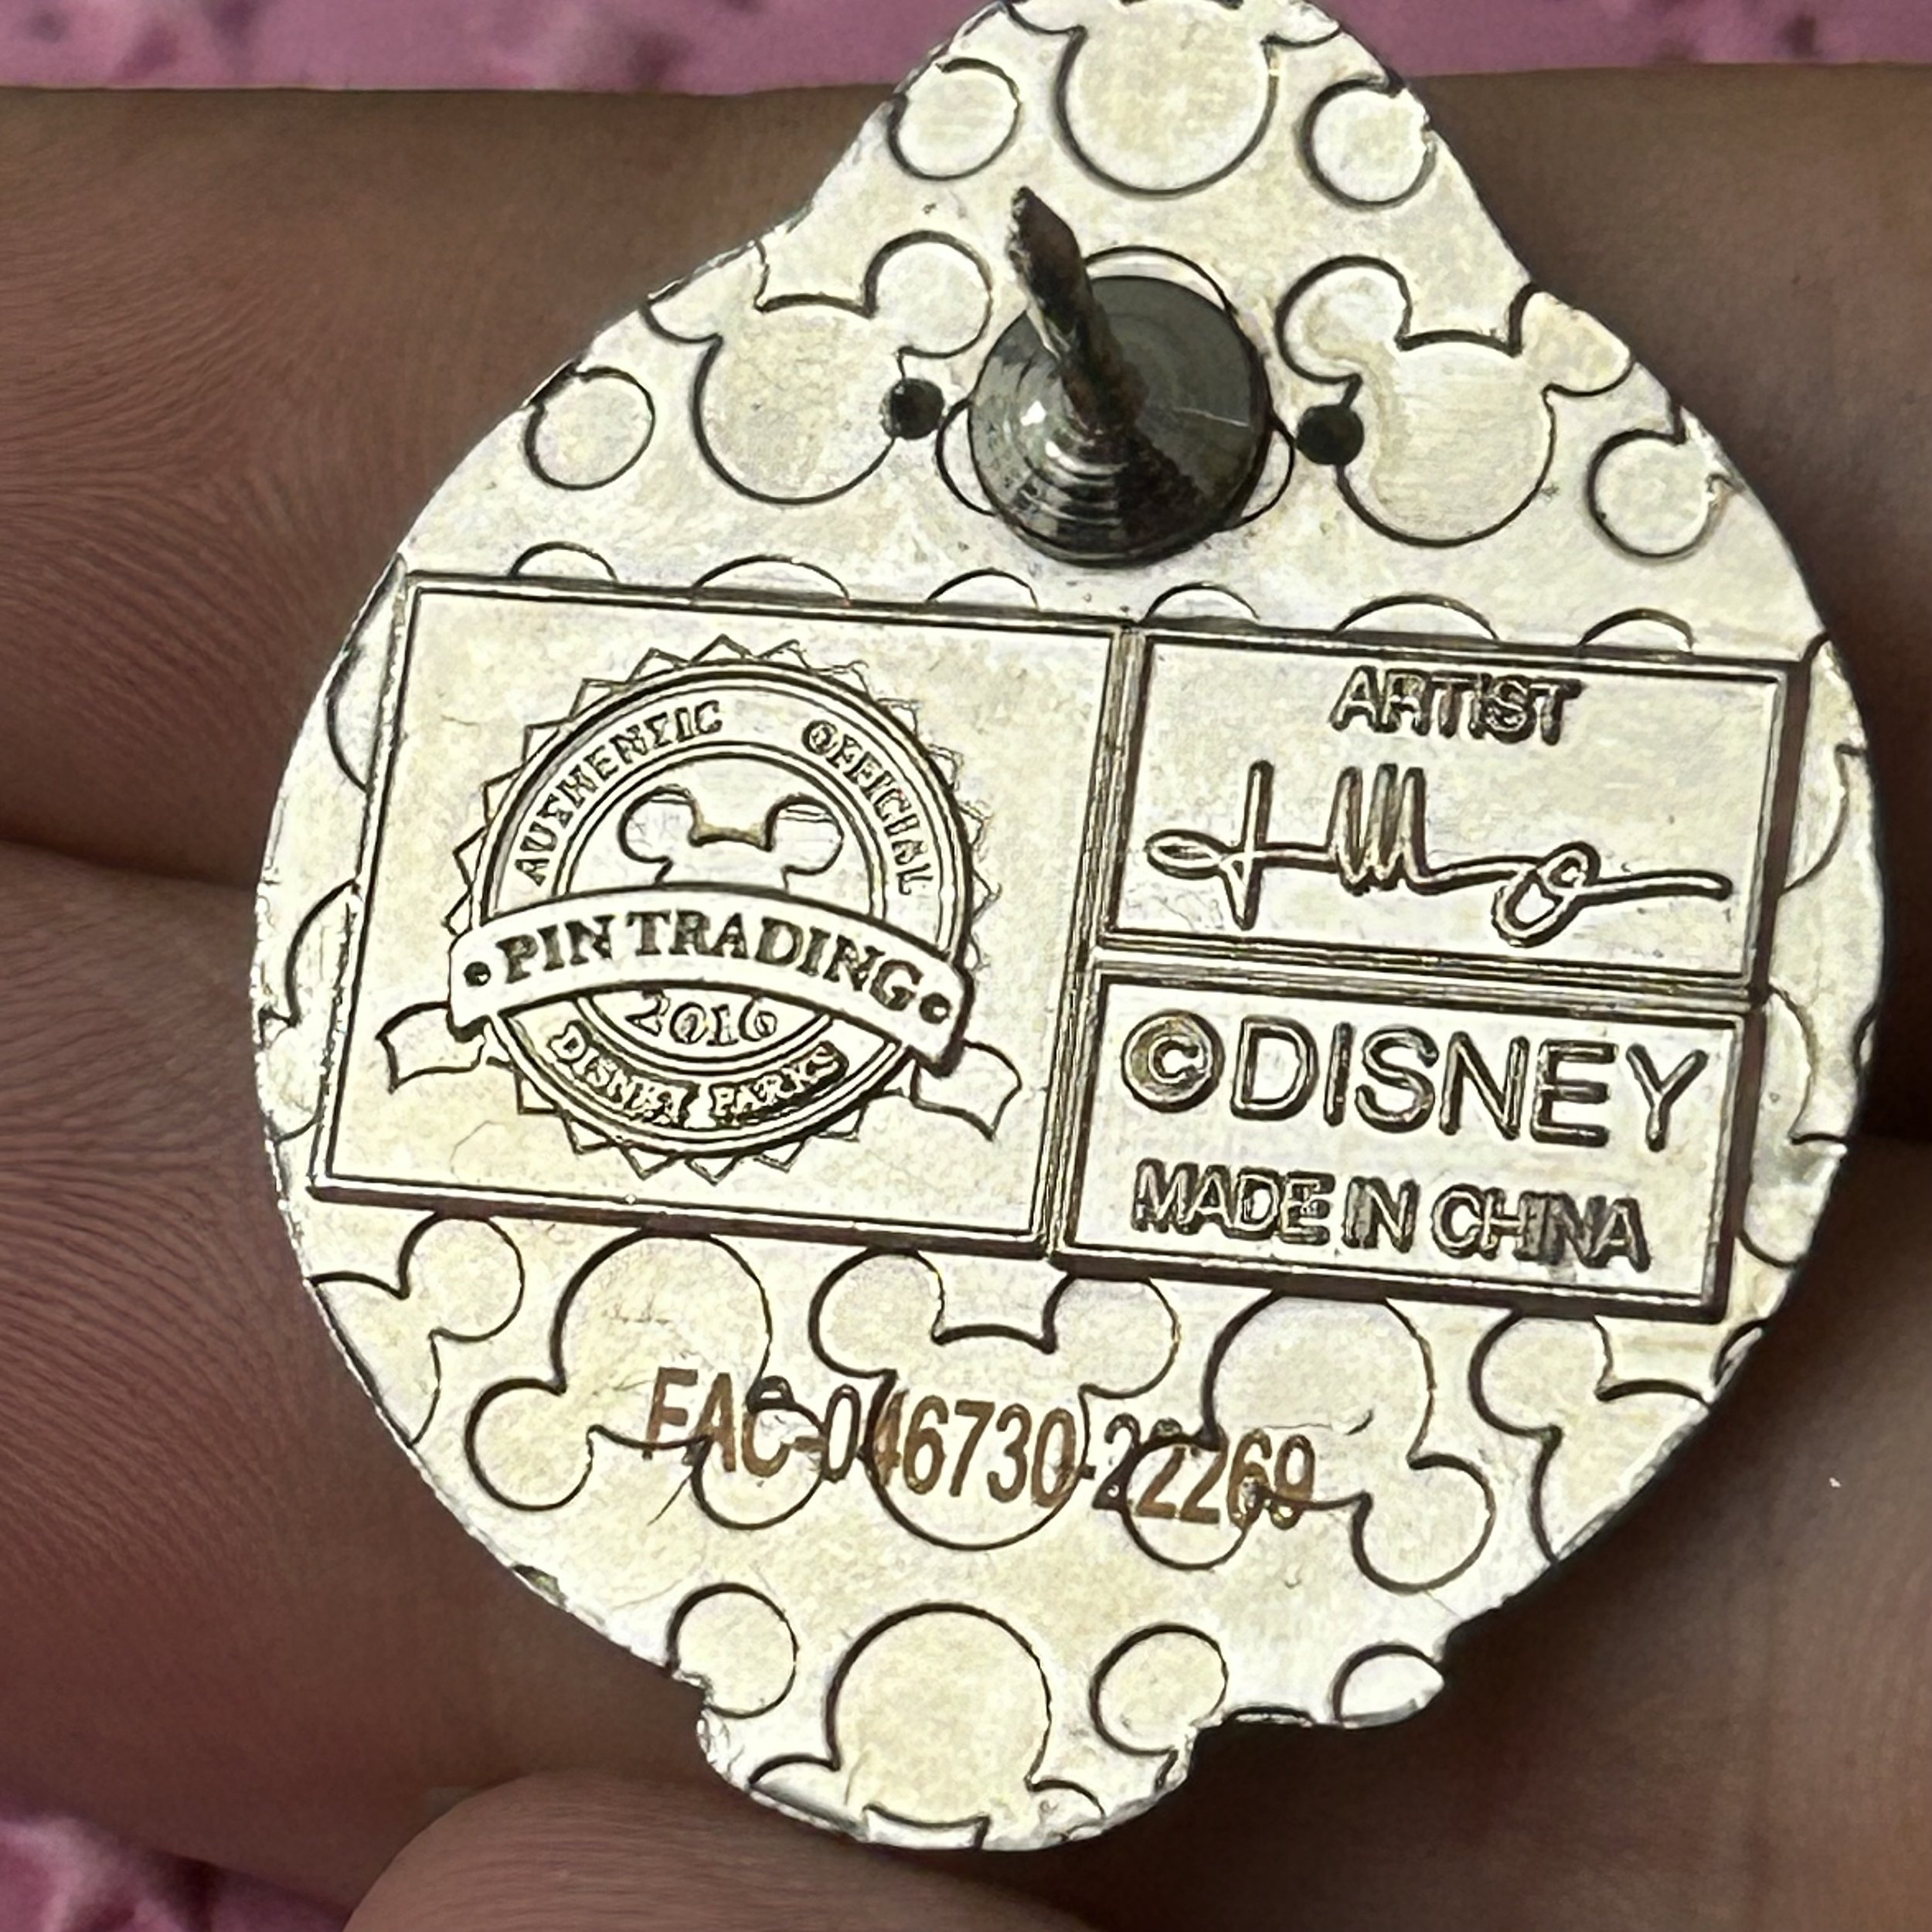 AUTHENTIC OFFICIAL
PIN TRADING
2016
DISNEY PARKS
ARTIST
©DISNEY
MADE IN CHINA
FAC-046730-22269